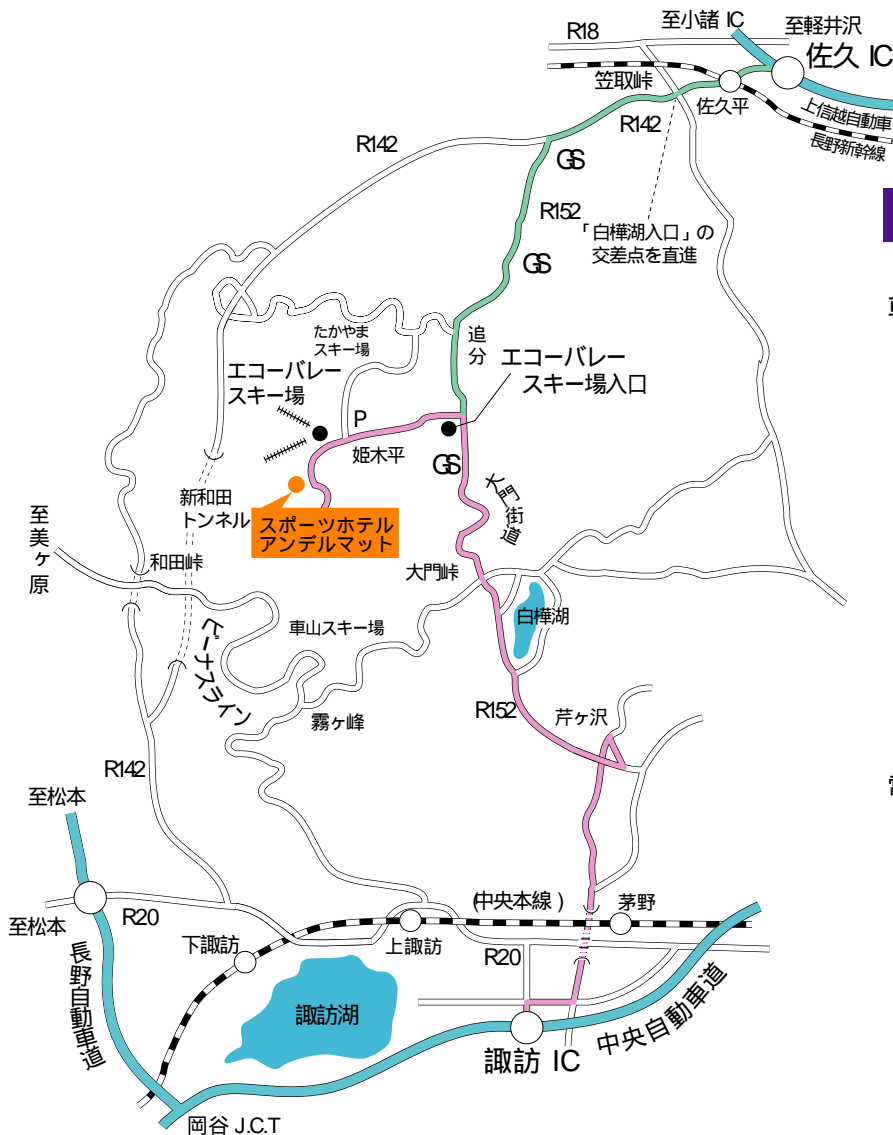 至小諸 IC
至軽井沢
R18
佐久 IC
笠取峠
佐久平
上信越自動車
R142
長野新幹線
R142
GS
R152
「白樺湖入口」の
交差点を直進
GS
たかやま
スキー場
追分
エコーバレー
スキー場入口
エコーバレー
スキー場
P
姫木平
GS
大門街道
新和田
トンネル
スポーツホテル
アンデルマット
至美ヶ原
和田峠
大門峠
白樺湖
ビーナスライン
車山スキー場
霧ヶ峰
R152
芹ヶ沢
R142
至松本
(中央本線)
茅野
R20
至松本
下諏訪
上諏訪
R20
長野自動車道
諏訪湖
中央自動車道
諏訪 IC
岡谷 J.C.T